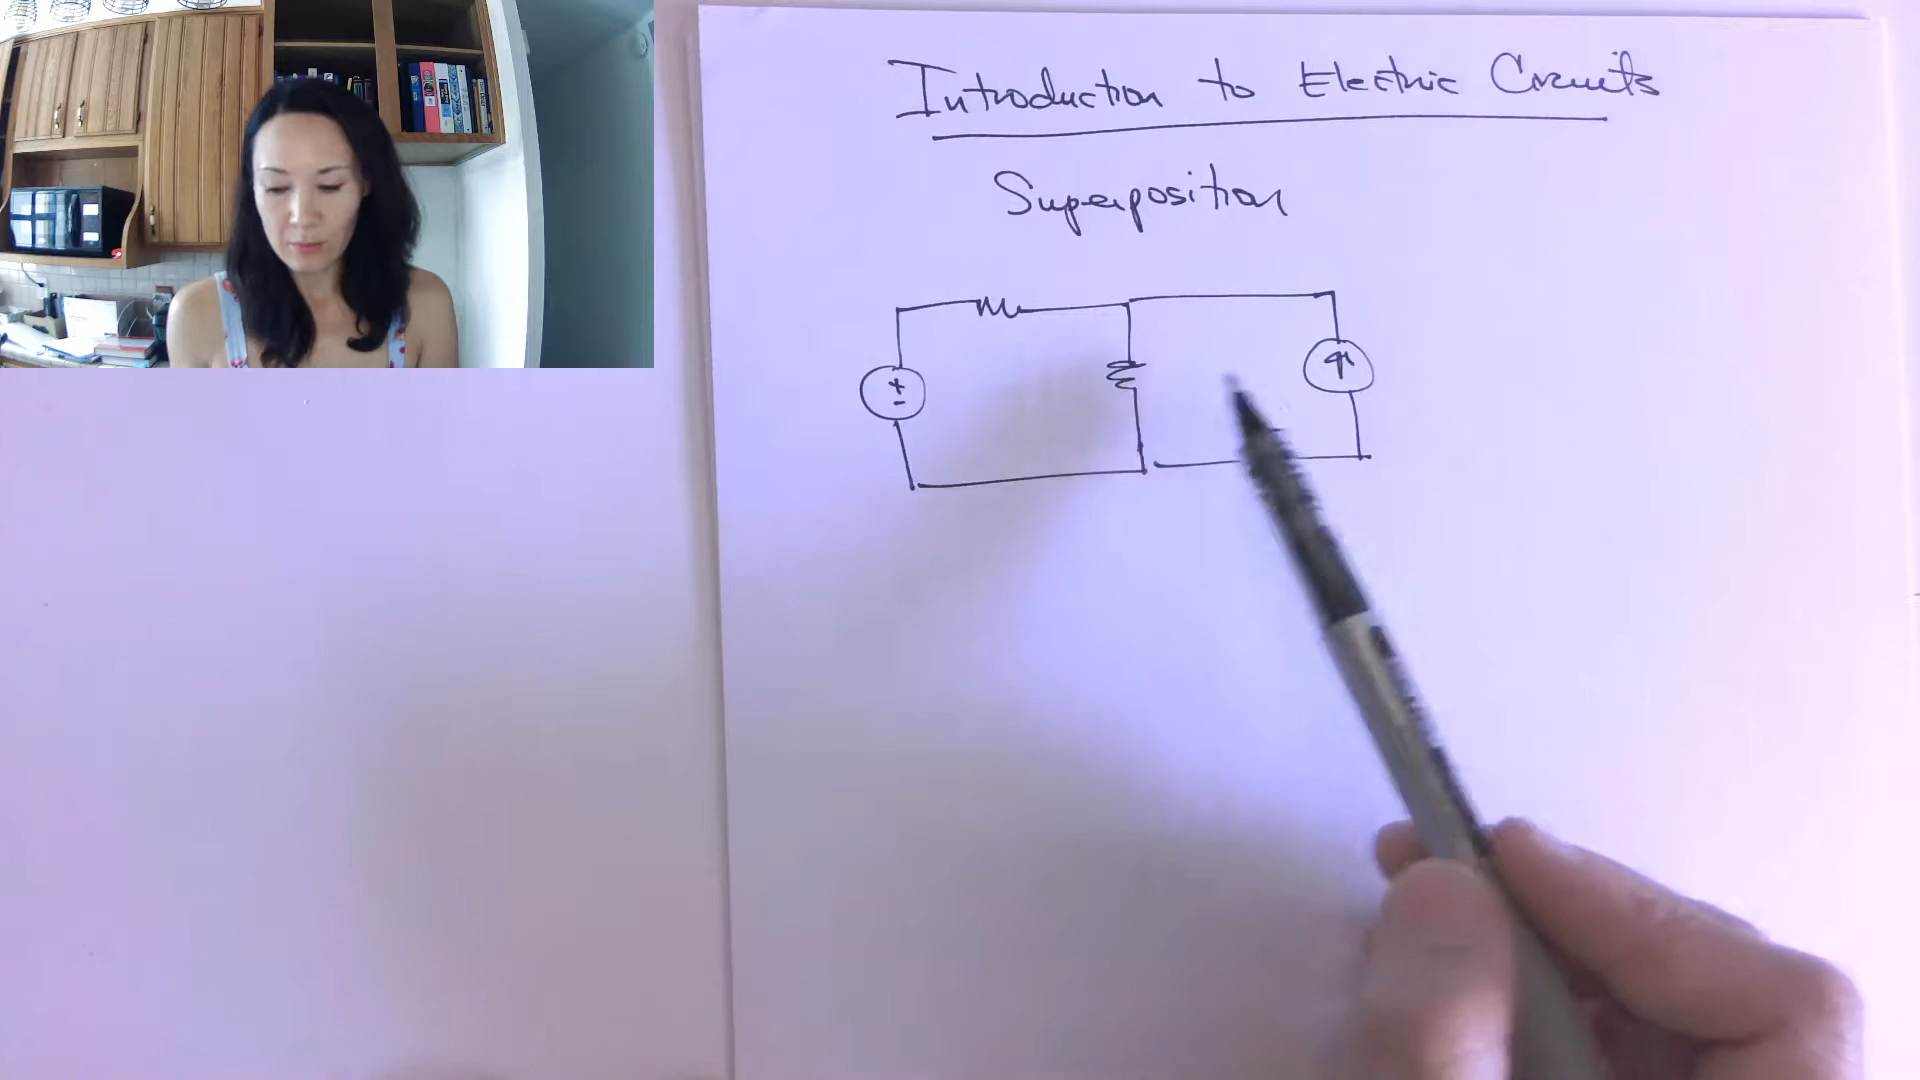 Introduction to Electric Circuits
Superposition
+
-